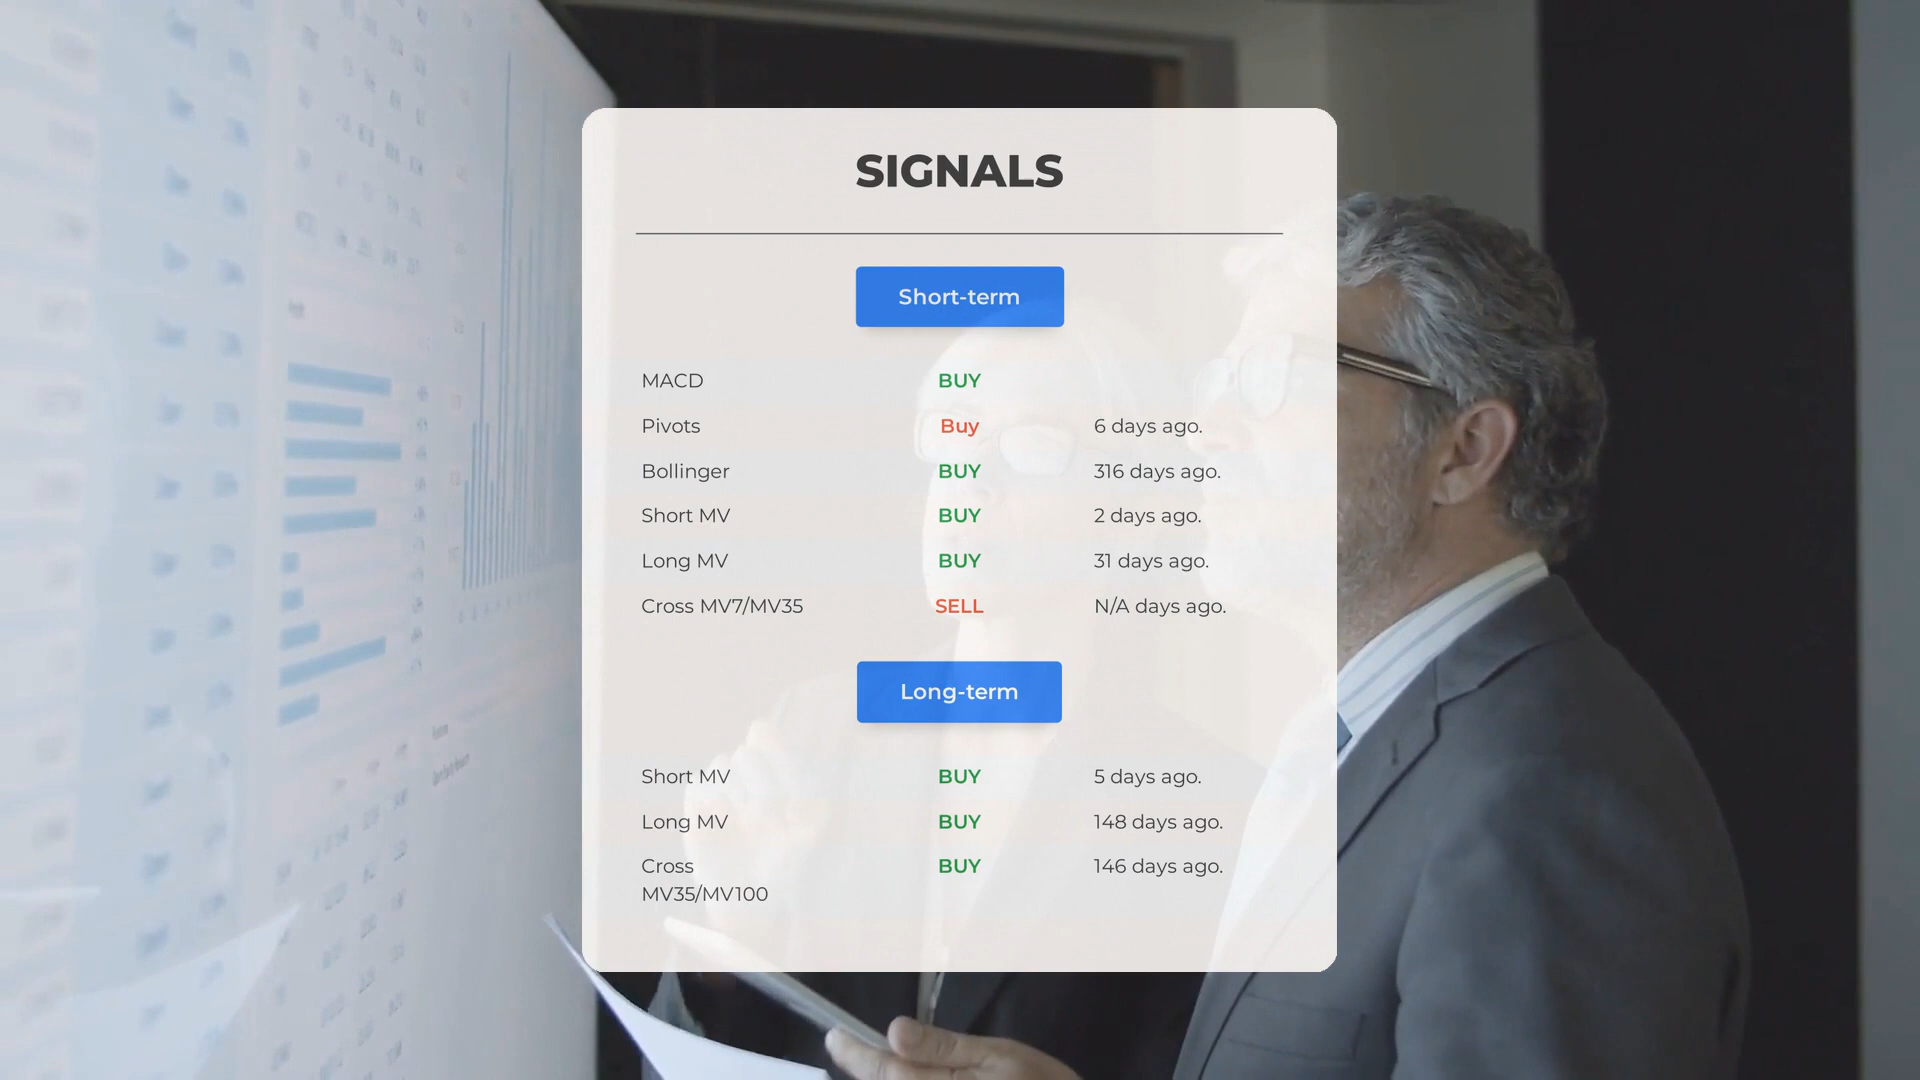 SIGNALS
Short-term
MACD BUY
Pivots Buy 6 days ago.
Bollinger BUY 316 days ago.
Short MV BUY 2 days ago.
Long MV BUY 31 days ago.
Cross MV7/MV35 SELL N/A days ago.
Long-term
Short MV BUY 5 days ago.
Long MV BUY 148 days ago.
Cross BUY 146 days ago.
MV35/MV100